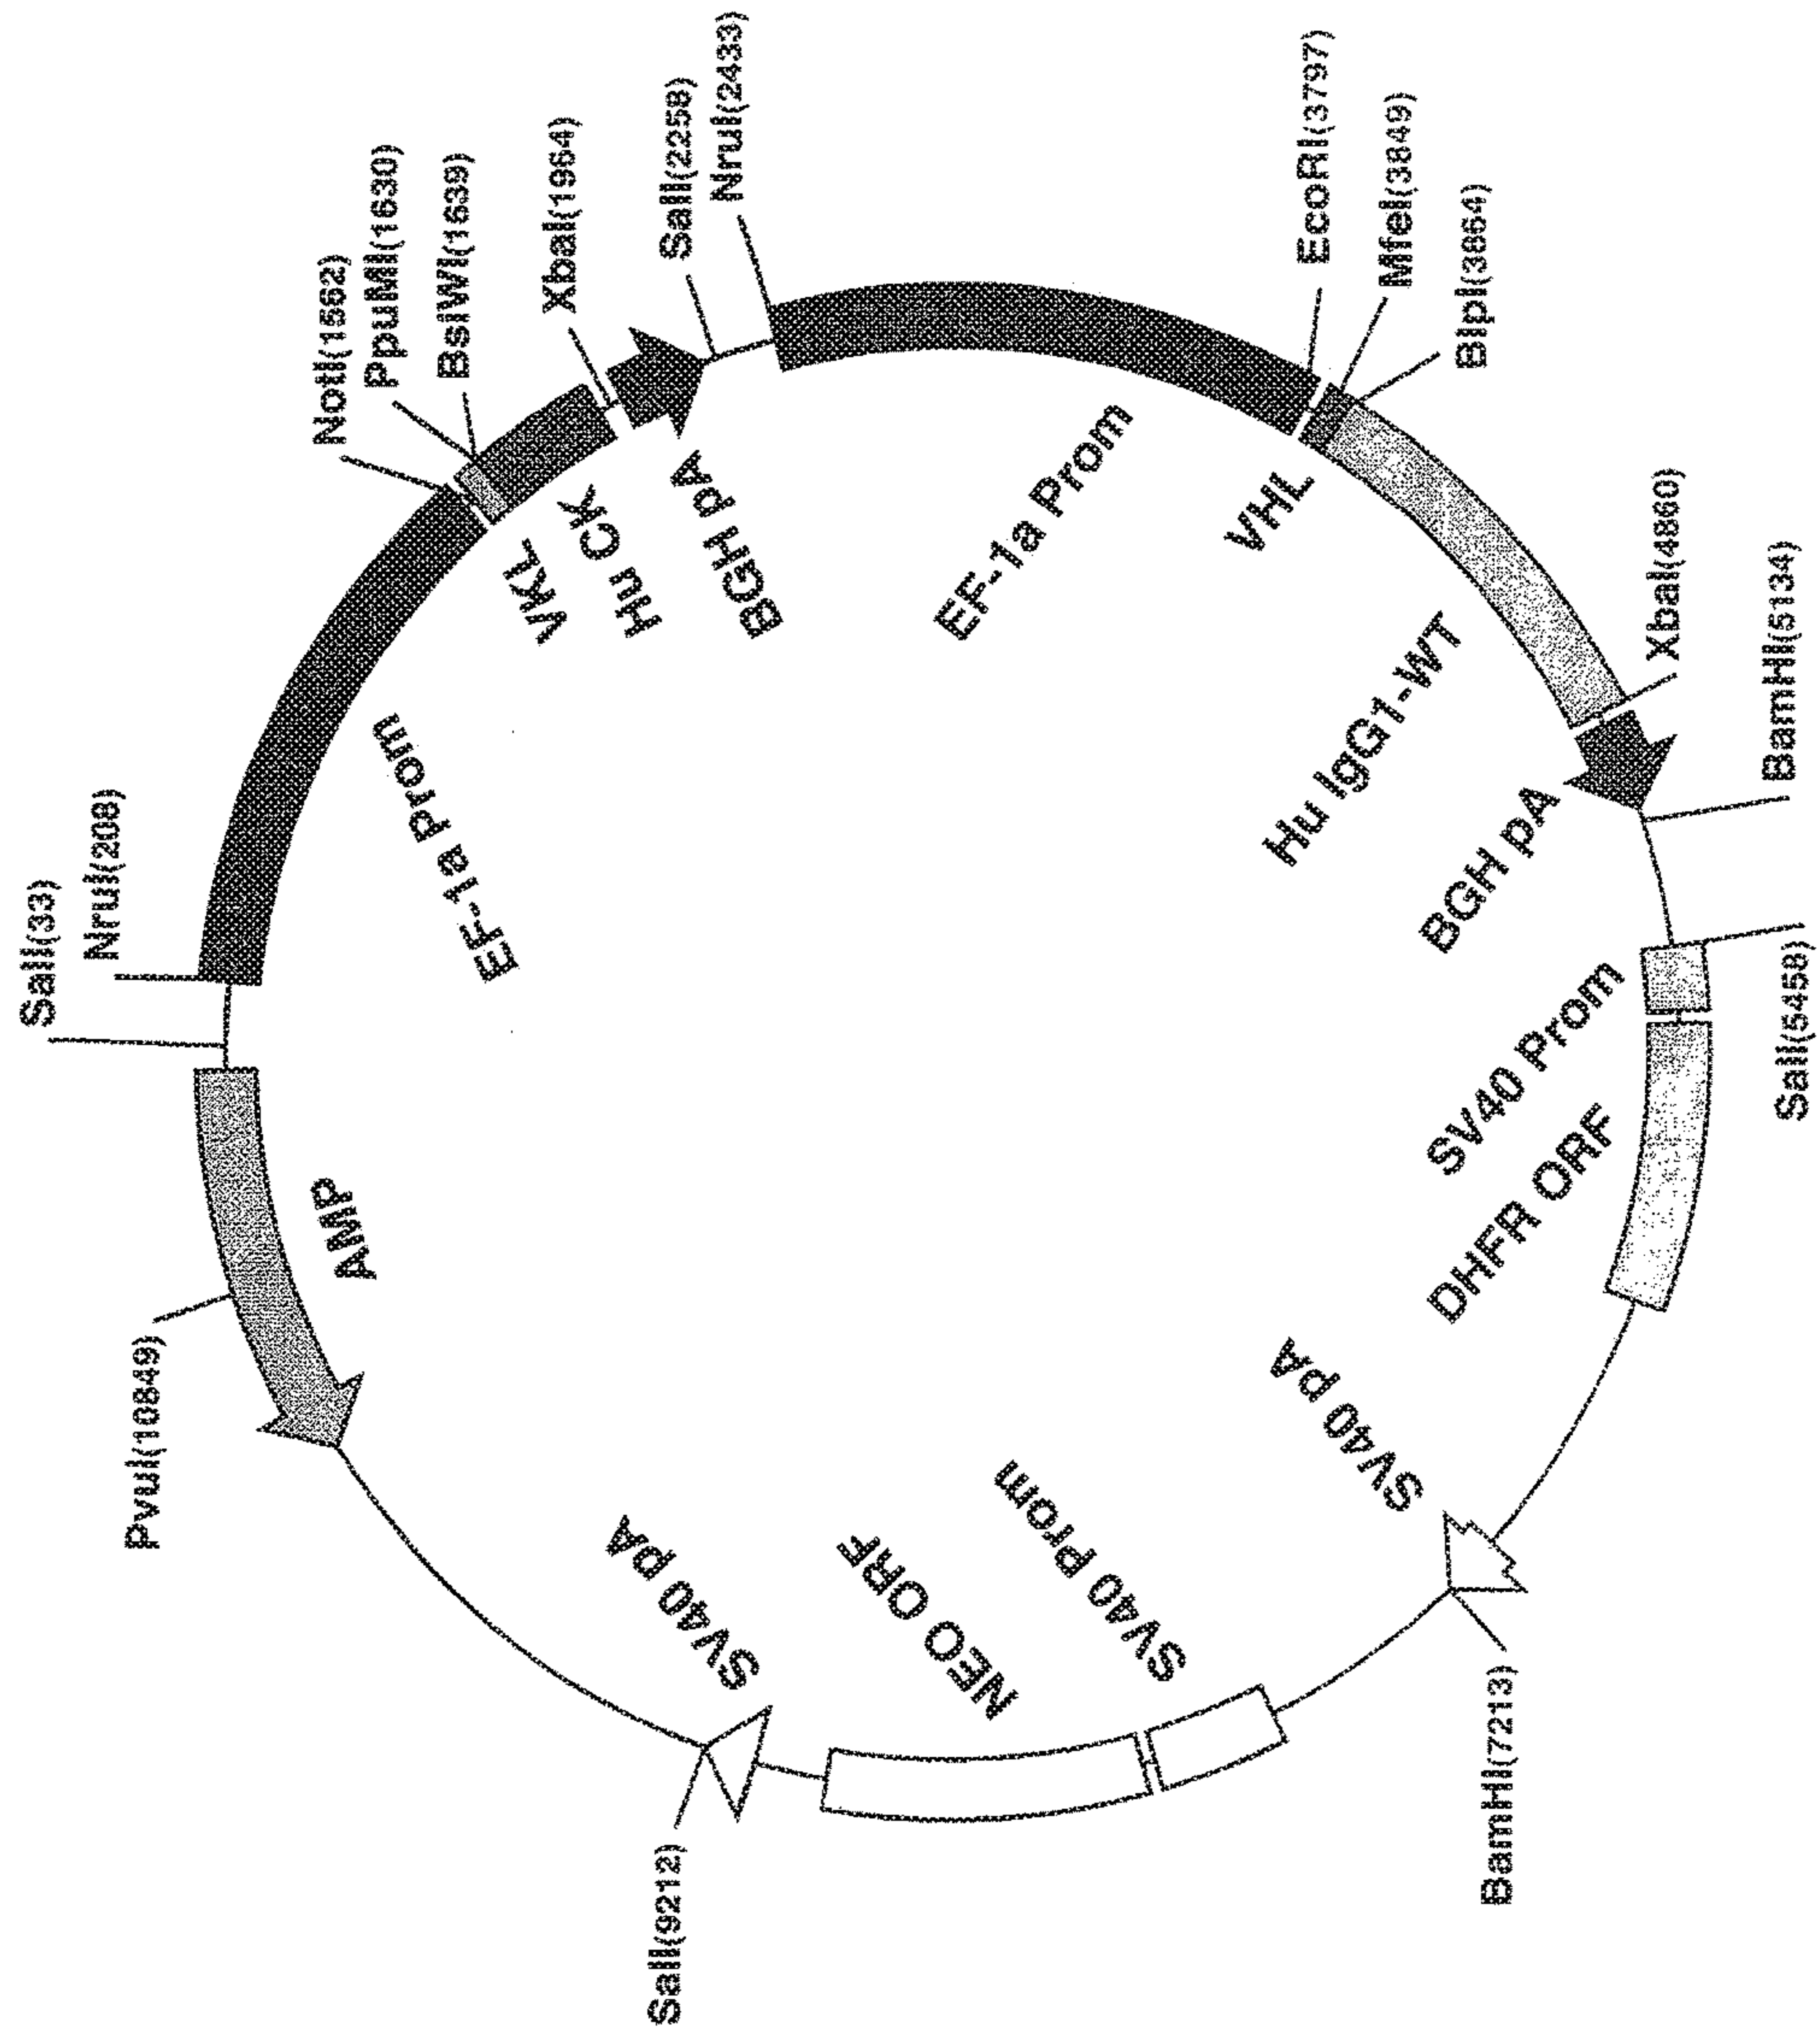 SalI(33)
NruI(208)
NotI(1562)
PpuMI(1630)
BsiWI(1639)
XbaI(1964)
SalI(2258)
NruI(2433)
EcoRI(3797)
MfeI(3849)
BlpI(3864)
XbaI(4860)
BamHI(5134)
SalI(5458)
BamHI(7213)
SalI(9212)
PvuI(10849)
EF-1a Prom
VKL
Hu CK
BGH pA
EF-1a Prom
VHL
Hu IgG1-WT
BGH pA
SV40 Prom
DHFR ORF
SV40 pA
SV40 Prom
NEO ORF
SV40 pA
AMP